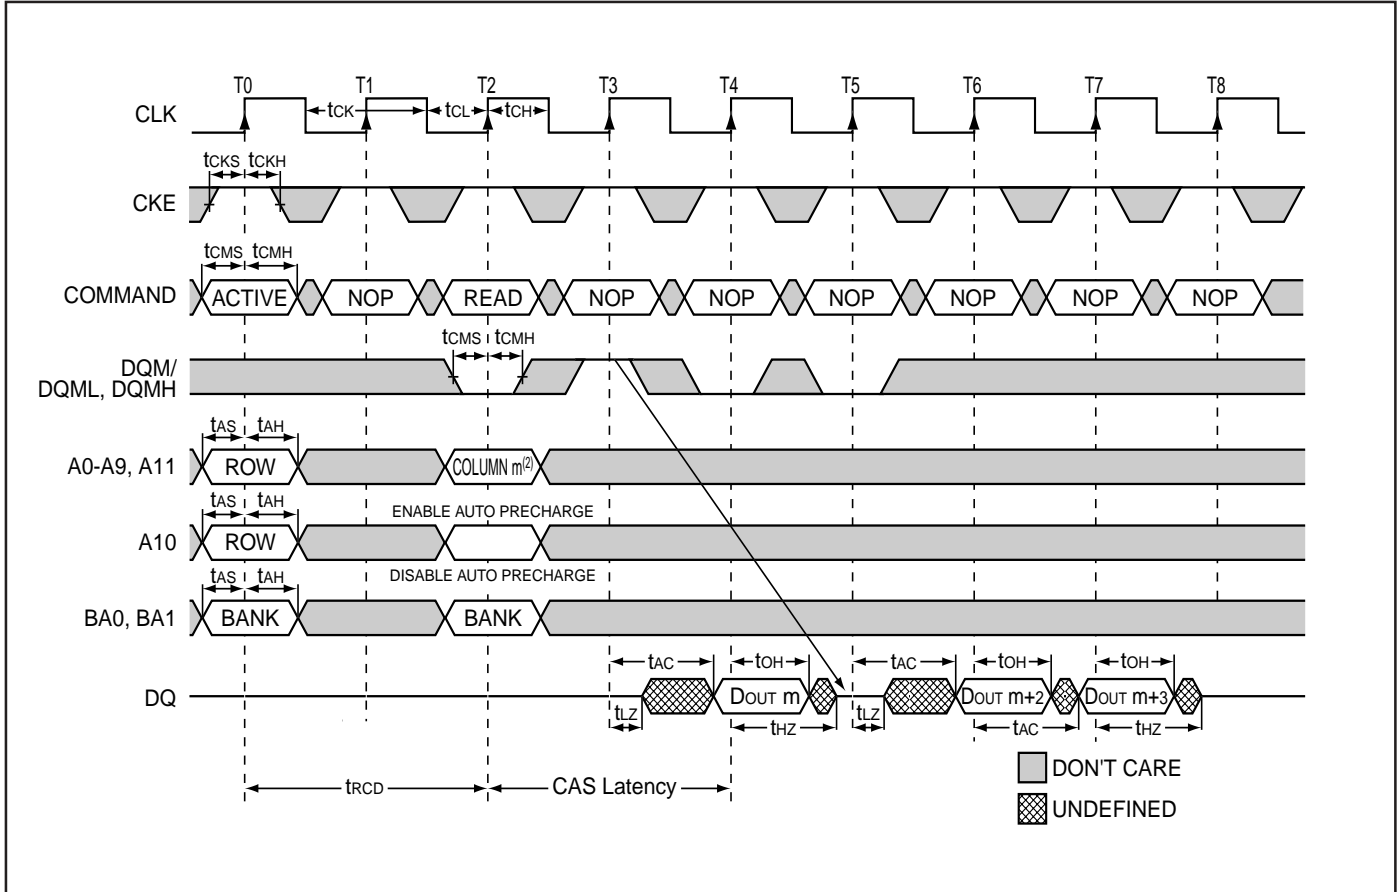 T0 T1 T2 T3 T4 T5 T6 T7 T8
CLK tCK tCL tCH
tCKS tCKH
CKE
tCMS tCMH
COMMAND ACTIVE NOP READ NOP NOP NOP NOP NOP NOP
tCMS tCMH
DQM/
DQML, DQMH
tAS tAH
A0-A9, A11 ROW COLUMN m(2)
tAS tAH ENABLE AUTO PRECHARGE
A10 ROW
tAS tAH DISABLE AUTO PRECHARGE
BA0, BA1 BANK BANK
tAC tOH tAC tOH tOH
DQ DOUT m DOUT m+2 DOUT m+3
tLZ tHZ tLZ tAC tHZ
DON'T CARE
tRCD CAS Latency
UNDEFINED